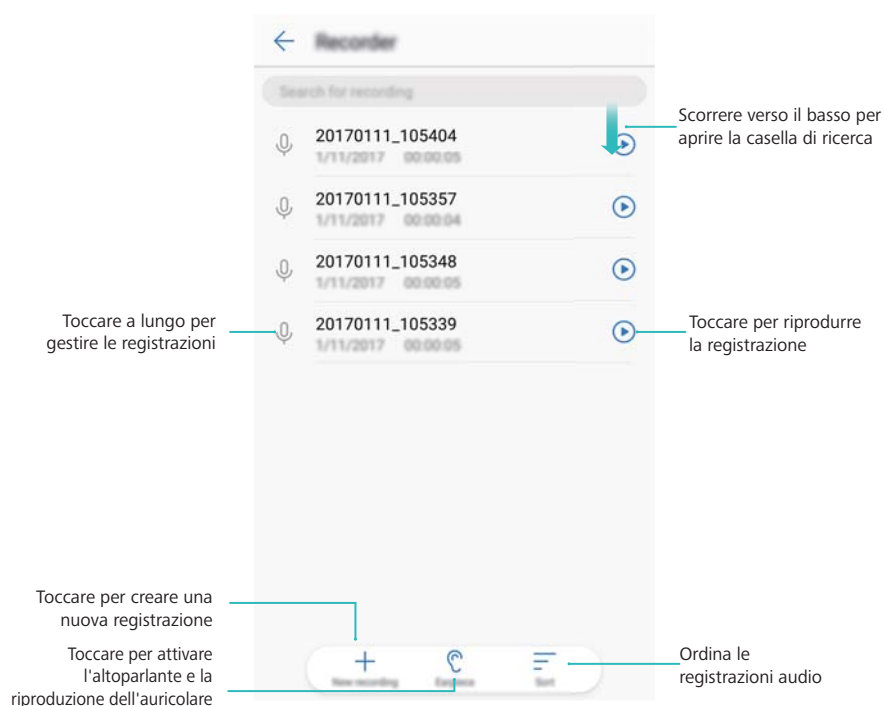 Recorder
Search for recording
Scorrere verso il basso per
aprire la casella di ricerca
20170111_105404
1/11/2017 00:00:05
20170111_105357
1/11/2017 00:00:04
20170111_105348
1/11/2017 00:00:05
Toccare a lungo per
gestire le registrazioni
20170111_105339
1/11/2017 00:00:05
Toccare per riprodurre
la registrazione
Toccare per creare una
nuova registrazione
Toccare per attivare
l'altoparlante e la
riproduzione dell'auricolare
New recording
Earpiece
Sort
Ordina le
registrazioni audio